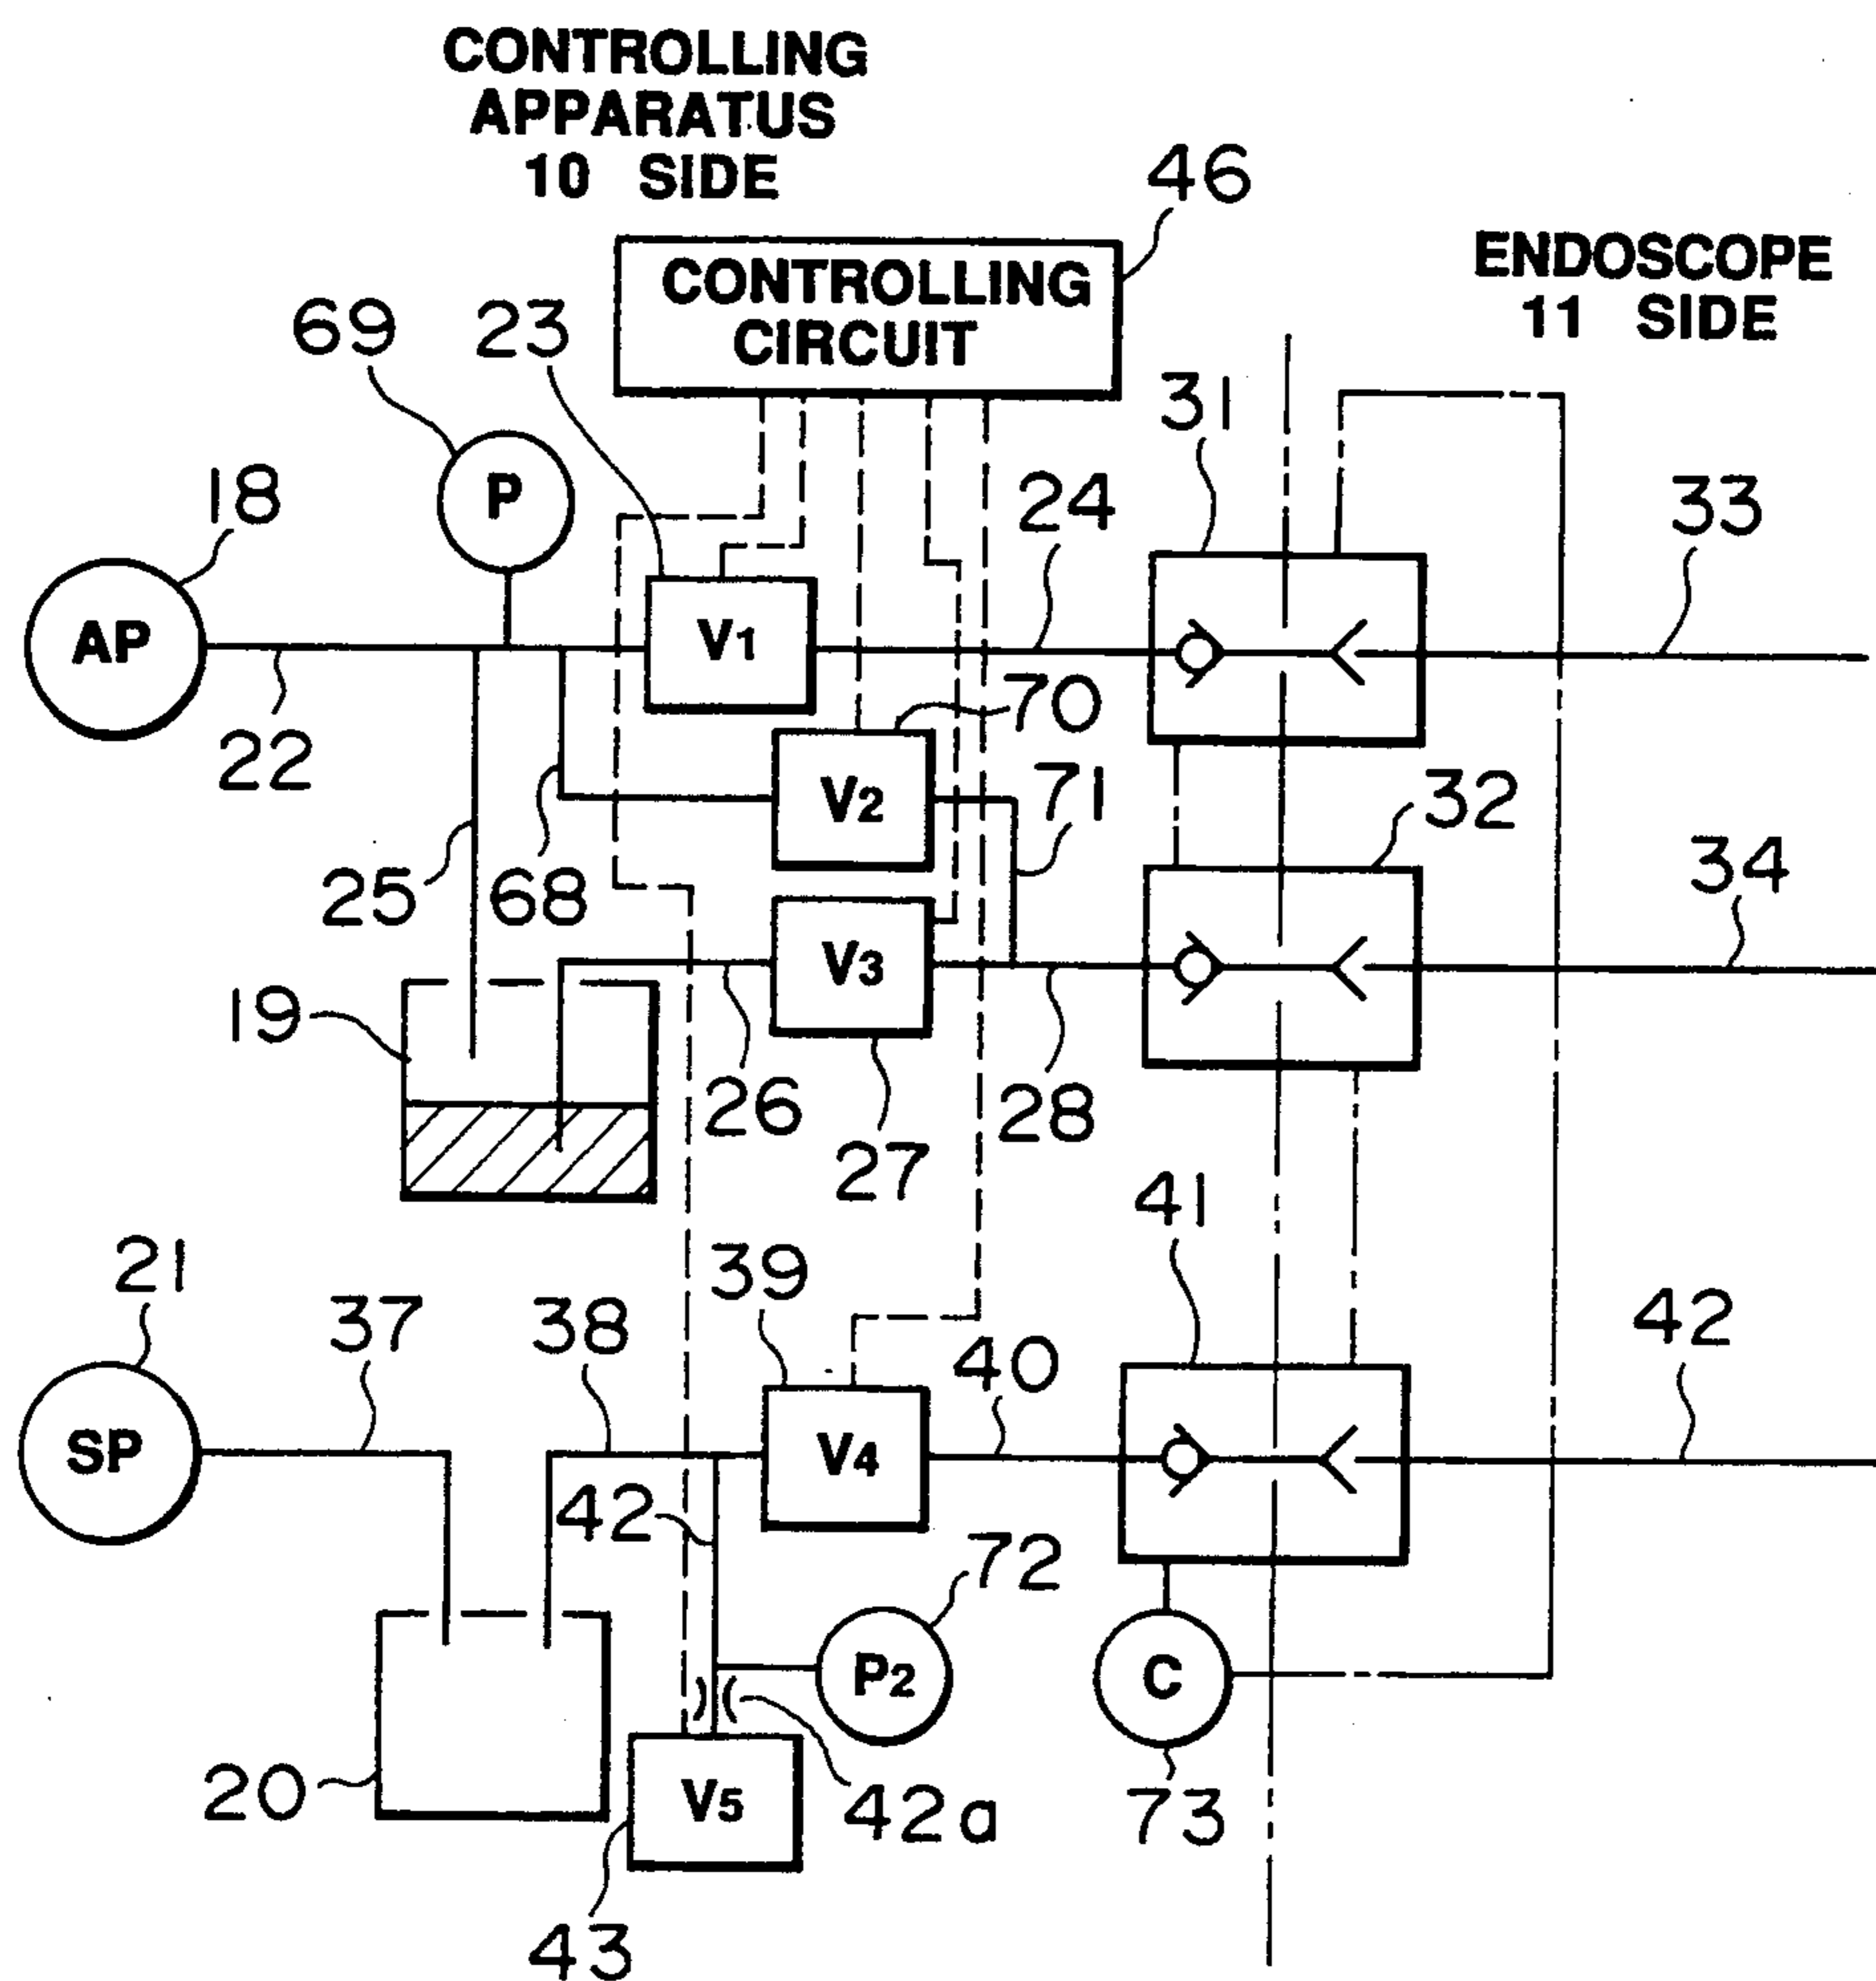 CONTROLLING
APPARATUS
10 SIDE
46
CONTROLLING
CIRCUIT
ENDOSCOPE
11 SIDE
69
23
31
18
P
24
33
AP
V1
22
70
71
V2
32
25
68
34
V3
19
26
28
27
41
21
39
37
38
40
42
SP
V4
42
72
P2
C
20
V5
42a
73
43